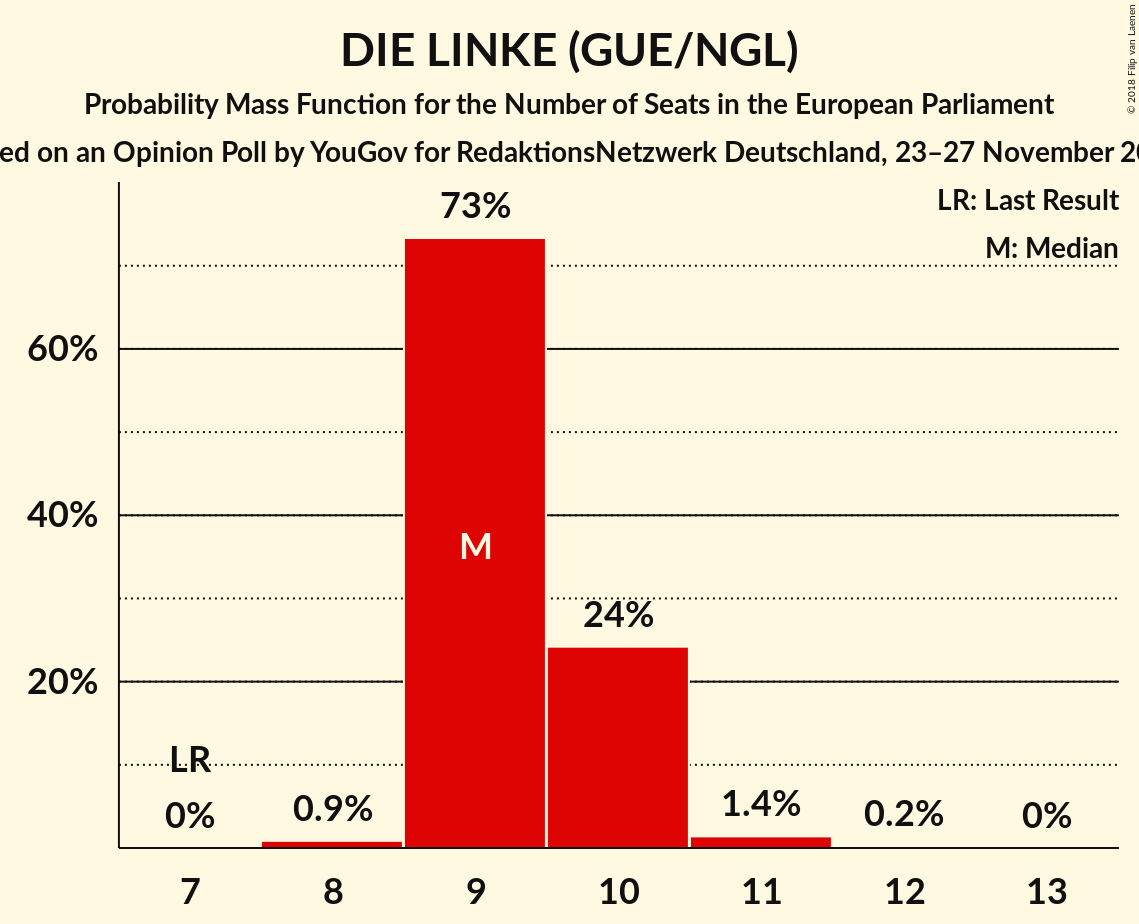 DIE LINKE (GUE/NGL)
Probability Mass Function for the Number of Seats in the European Parliament
on an Opinion Poll by YouGov for RedaktionsNetzwerk Deutschland, 23–27 November
© 2018 Filip van Laenen
LR: Last Result
M: Median
73%
60%
40%
M
24%
20%
LR
0%
0.9%
1.4%
0.2%
0%
7 8 9 10 11 12 13